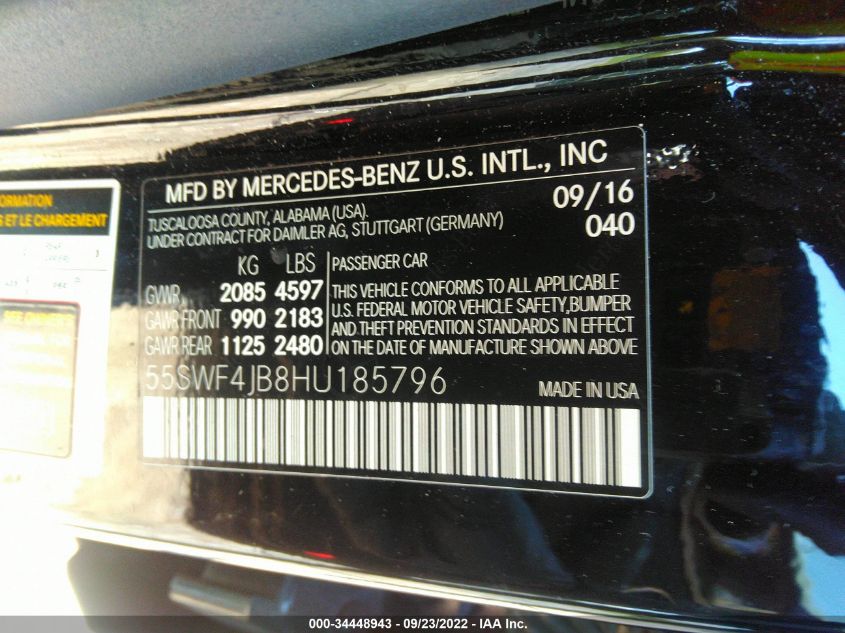 MFD BY MERCEDES-BENZ U.S. INTL., INC
TUSCALOOSA COUNTY, ALABAMA (USA).
UNDER CONTRACT FOR DAIMLER AG, STUTTGART (GERMANY)
09/16
040
KG LBS
GVWR 2085 4597
GAWR FRONT 990 2183
GAWR REAR 1125 2480
PASSENGER CAR
THIS VEHICLE CONFORMS TO ALL APPLICABLE
U.S. FEDERAL MOTOR VEHICLE SAFETY,BUMPER
AND THEFT PREVENTION STANDARDS IN EFFECT
ON THE DATE OF MANUFACTURE SHOWN ABOVE
55SWF4JB8HU185796
MADE IN USA
ET LE CHARGEMENT
000-34448943 / 09/23/2022 - IAA Inc.